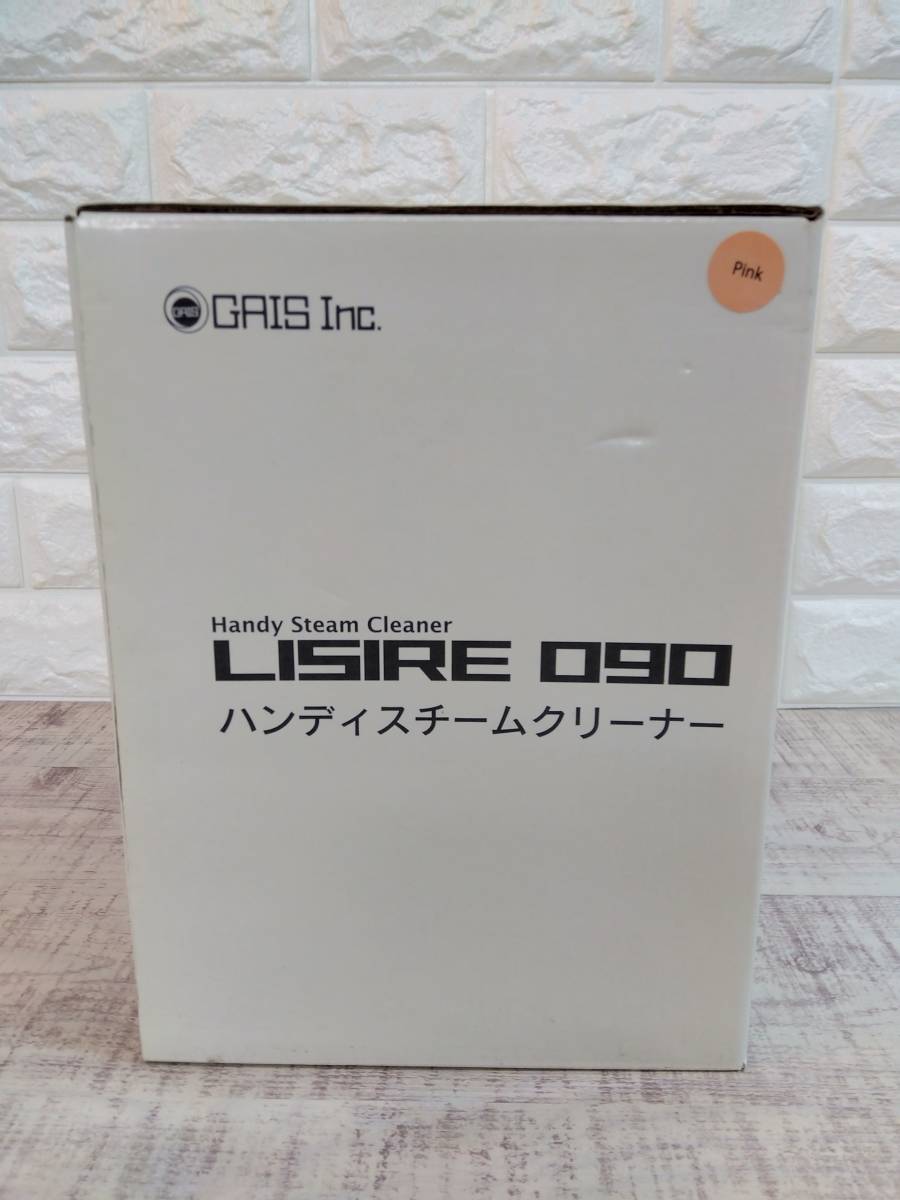 Pink
GAIS GAIS Inc.
Handy Steam Cleaner
LISIRE 090
ハンディスチームクリーナー